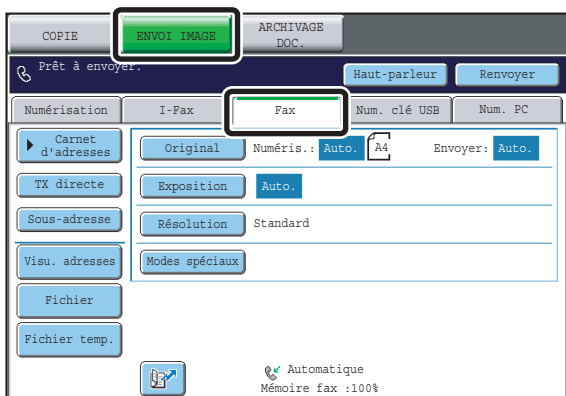 COPIE
ENVOI IMAGE
ARCHIVAGE
DOC.
Prêt à envoyer.
Haut-parleur
Renvoyer
Numérisation
I-Fax
Fax
Num. clé USB
Num. PC
Carnet
d'adresses
Original
Numéris.: Auto. A4 Envoyer: Auto.
TX directe
Exposition
Auto.
Sous-adresse
Résolution
Standard
Visu. adresses
Modes spéciaux
Fichier
Fichier temp.
Automatique
Mémoire fax :100%